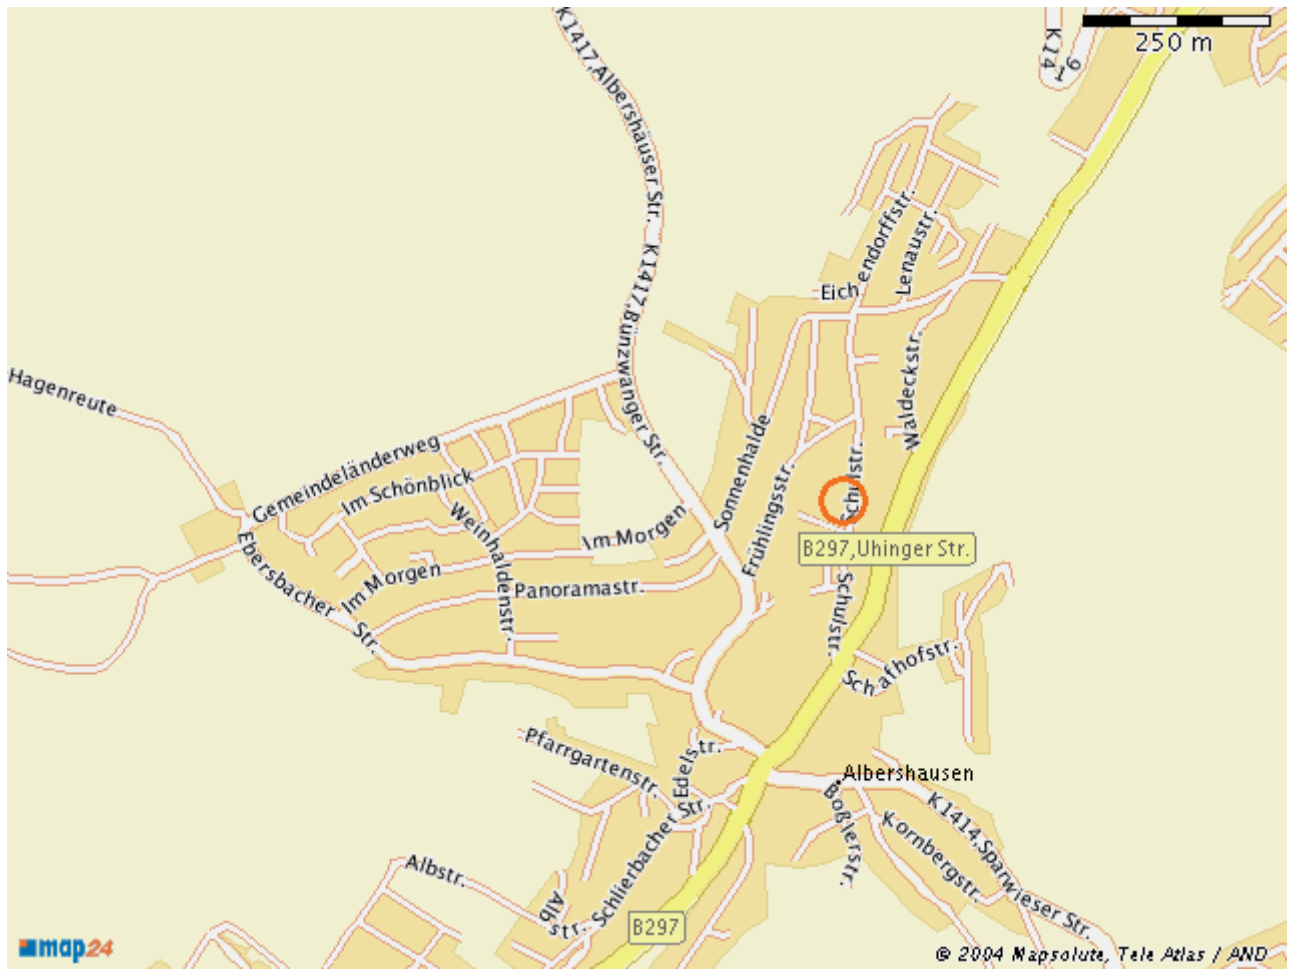 K1417,Albershäuser Str.
K14
250 m
Eichendorffstr.
Lenaustr.
K1417,Bünzwanger Str.
Hagenreute
Waldeckstr.
Gemeindeländerweg
Im Schönblick
Sonnenhalde
Frühlingsstr.
Schulstr.
Weinhaldenstr.
Im Morgen
B297,Uhinger Str.
Ebersbacher Str.
Im Morgen
Panoramastr.
Schulstr.
Schafhofstr.
Pfarrgartenstr.
Edelstr.
Albershausen
Boßlerstr.
K1414,Sparwieser Str.
Kornbergstr.
Schlierbacher Str.
Albstr.
Albstr.
B297
map24
© 2004 Mapsolute, Tele Atlas / AND